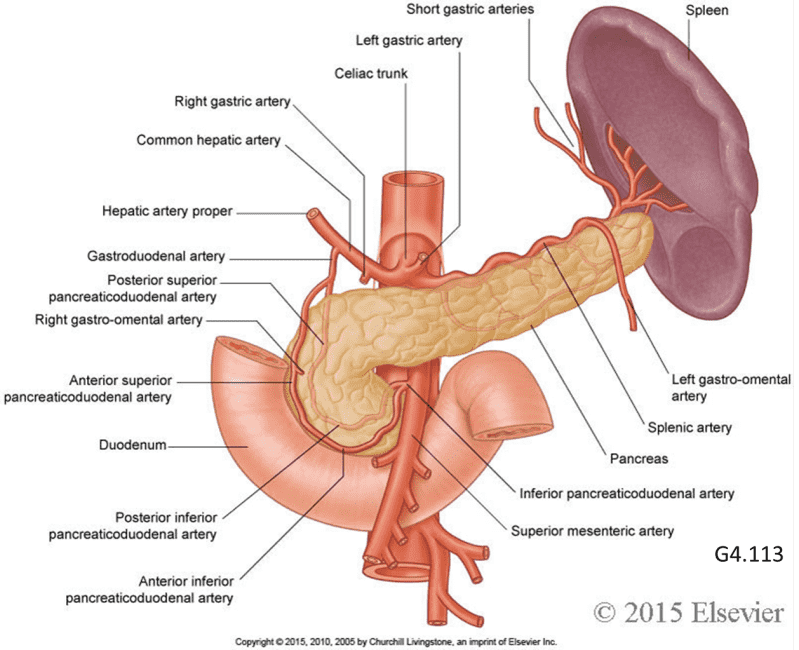 Short gastric arteries
Spleen
Left gastric artery
Celiac trunk
Right gastric artery
Common hepatic artery
Hepatic artery proper
Gastroduodenal artery
Posterior superior
pancreaticoduodenal artery
Right gastro-omental artery
Anterior superior
pancreaticoduodenal artery
Duodenum
Posterior inferior
pancreaticoduodenal artery
Anterior inferior
pancreaticoduodenal artery
Left gastro-omental
artery
Splenic artery
Pancreas
Inferior pancreaticoduodenal artery
Superior mesenteric artery
G4.113
© 2015 Elsevier
Copyright © 2015, 2010, 2005 by Churchill Livingstone, an imprint of Elsevier Inc.